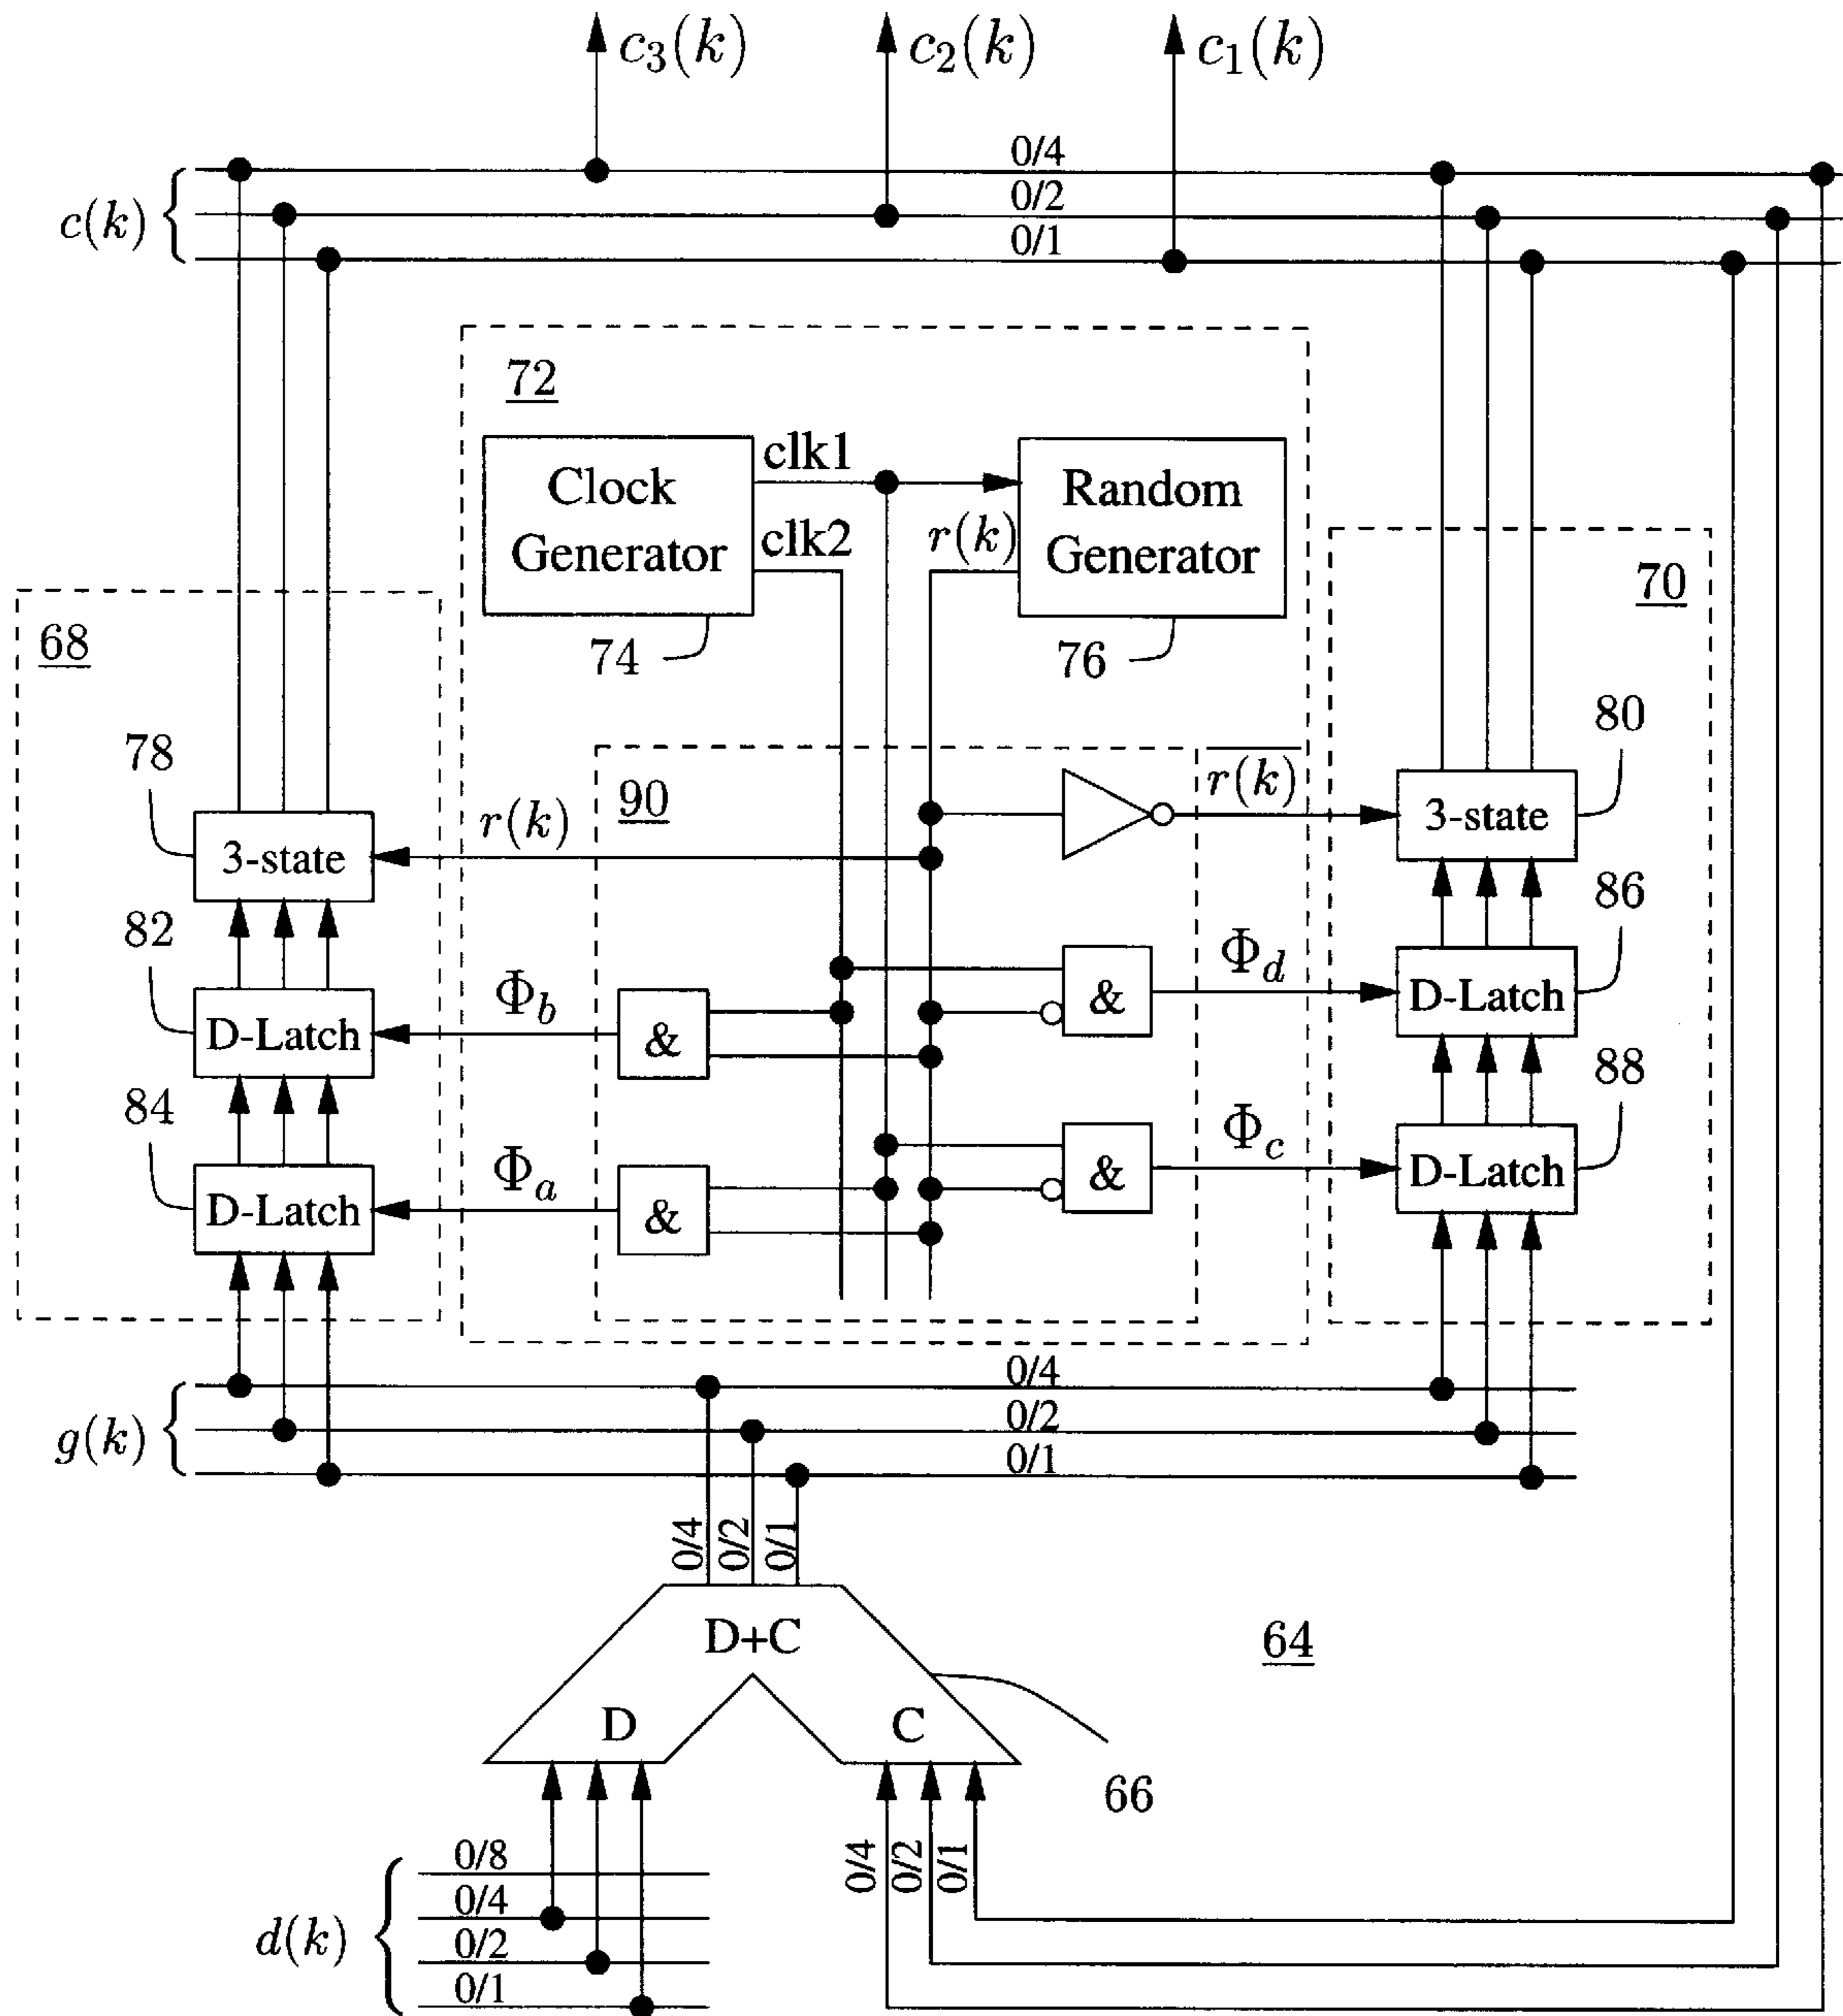 c₃(k) c₂(k) c₁(k)
0/4
0/2
c(k)
0/1
72
clk1
Clock Generator
Random Generator
clk2
r(k)
70
68
74
76
80
78
90
r(k)
r(k)
3-state
3-state
86
82
Φd
Φb
&
D-Latch
D-Latch
&
88
84
Φc
Φa
&
D-Latch
D-Latch
&
0/4
0/2
g(k)
0/1
0/4
0/2
0/1
D+C
64
D
C
66
0/8
0/4
0/2
0/1
d(k)
0/4
0/2
0/1